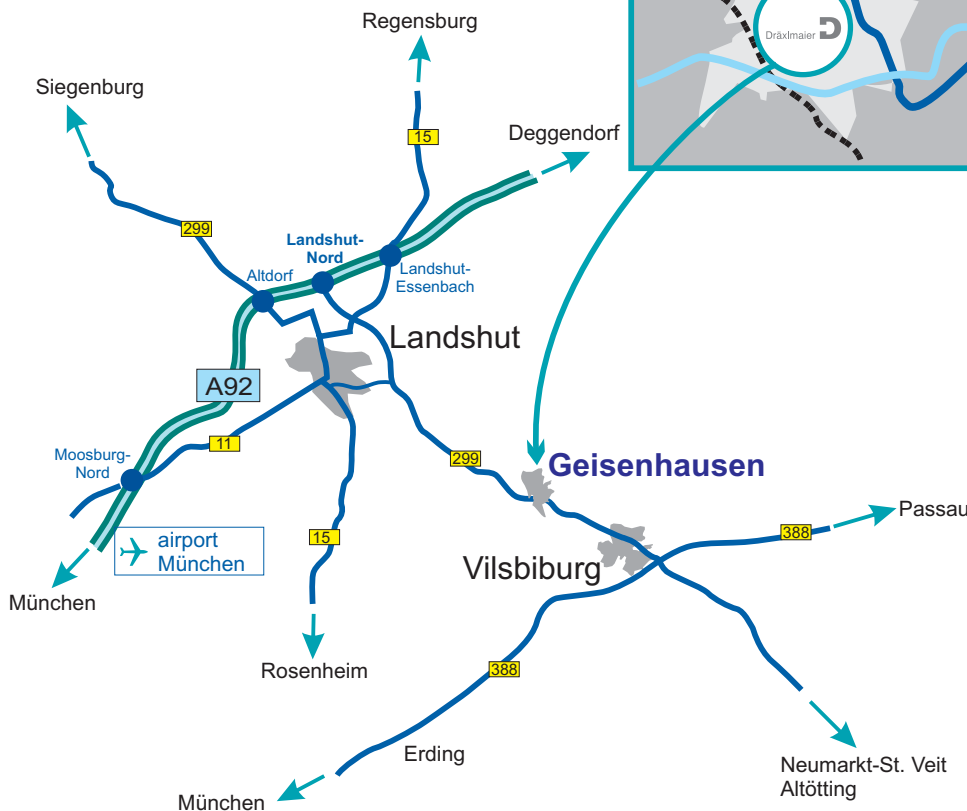 Regensburg
Dräxlmaier
Siegenburg
Deggendorf
15
299
Landshut-
Nord
Altdorf
Landshut-
Essenbach
Landshut
A92
11
Moosburg-
Nord
299
Geisenhausen
Passau
388
15
airport
München
Vilsbiburg
München
Rosenheim
388
Erding
Neumarkt-St. Veit
Altötting
München